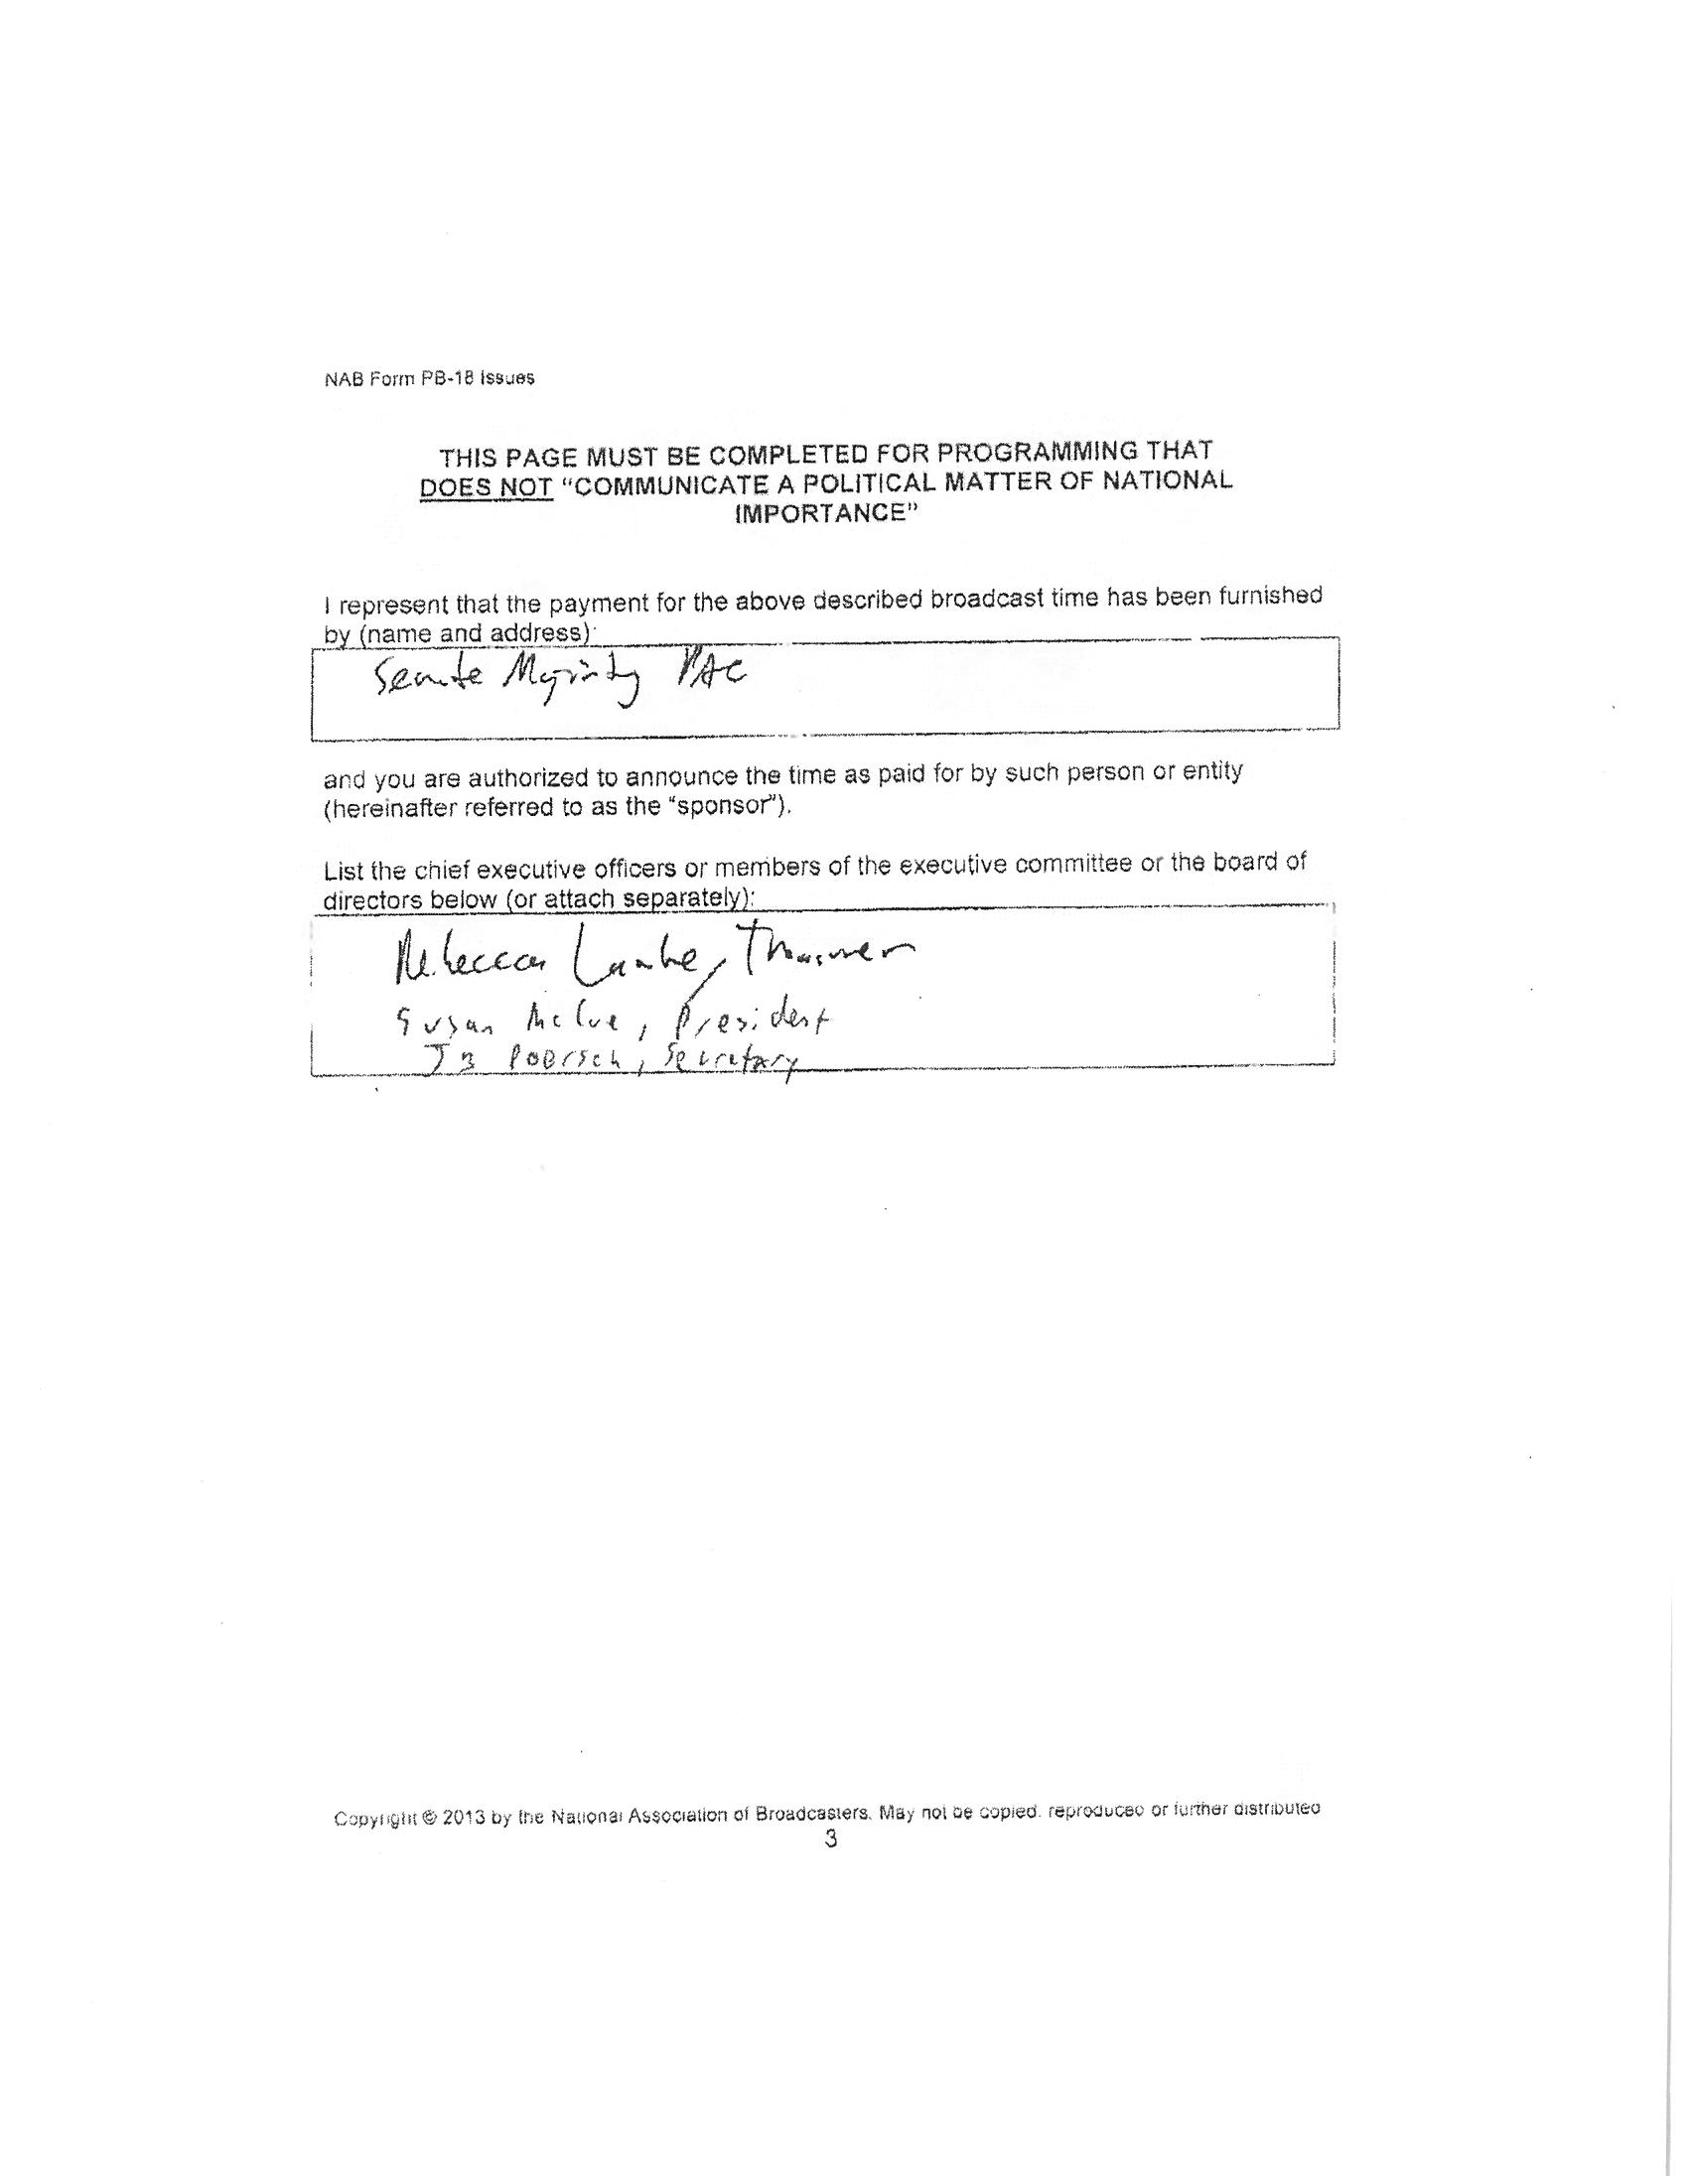 NAB Form PB-18 Issues
THIS PAGE MUST BE COMPLETED FOR PROGRAMMING THAT
DOES NOT "COMMUNICATE A POLITICAL MATTER OF NATIONAL
IMPORTANCE"
I represent that the payment for the above described broadcast time has been furnished
by (name and address):
Senate Majority PAC
and you are authorized to announce the time as paid for by such person or entity
(hereinafter referred to as the "sponsor").
List the chief executive officers or members of the executive committee or the board of
directors below (or attach separately):
Rebecca Lambe,
Susan McCue, President
JB Poersch, Secretary
Copyright © 2013 by the National Association of Broadcasters. May not be copied, reproduced or further distributed
3